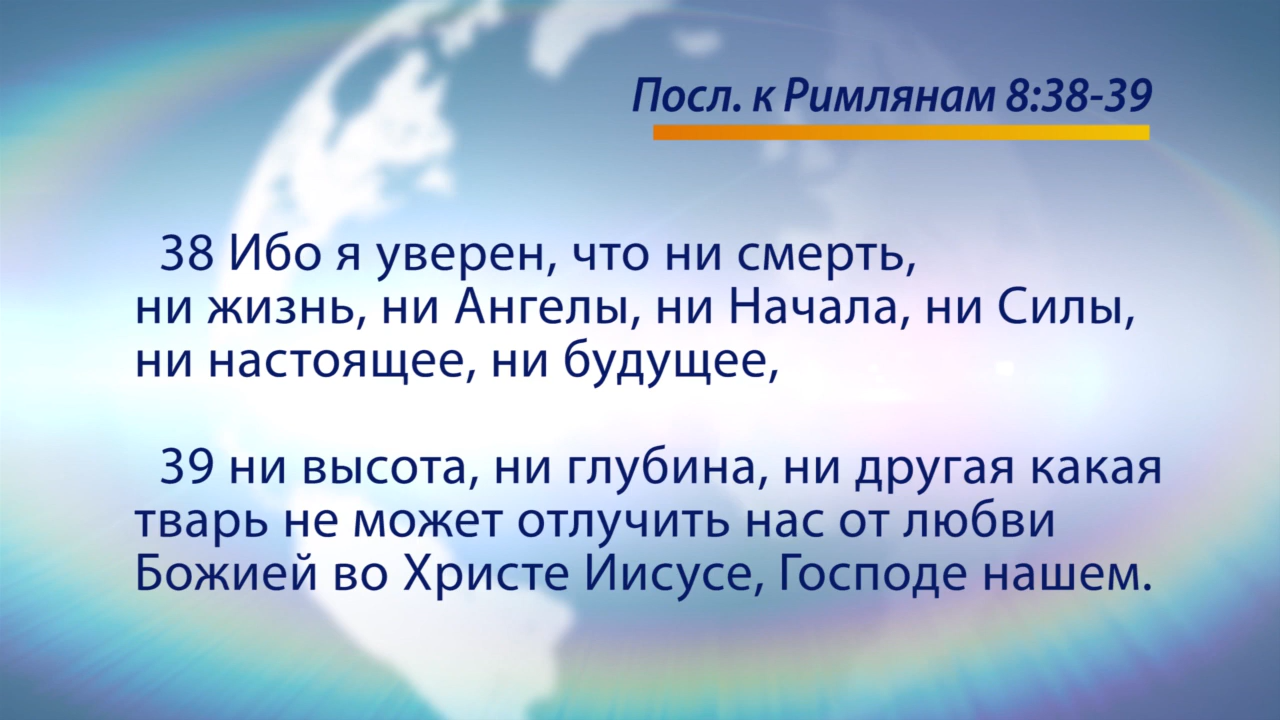 Посл. к Римлянам 8:38-39
38 Ибо я уверен, что ни смерть,
ни жизнь, ни Ангелы, ни Начала, ни Силы,
ни настоящее, ни будущее,
39 ни высота, ни глубина, ни другая какая
тварь не может отлучить нас от любви
Божией во Христе Иисусе, Господе нашем.